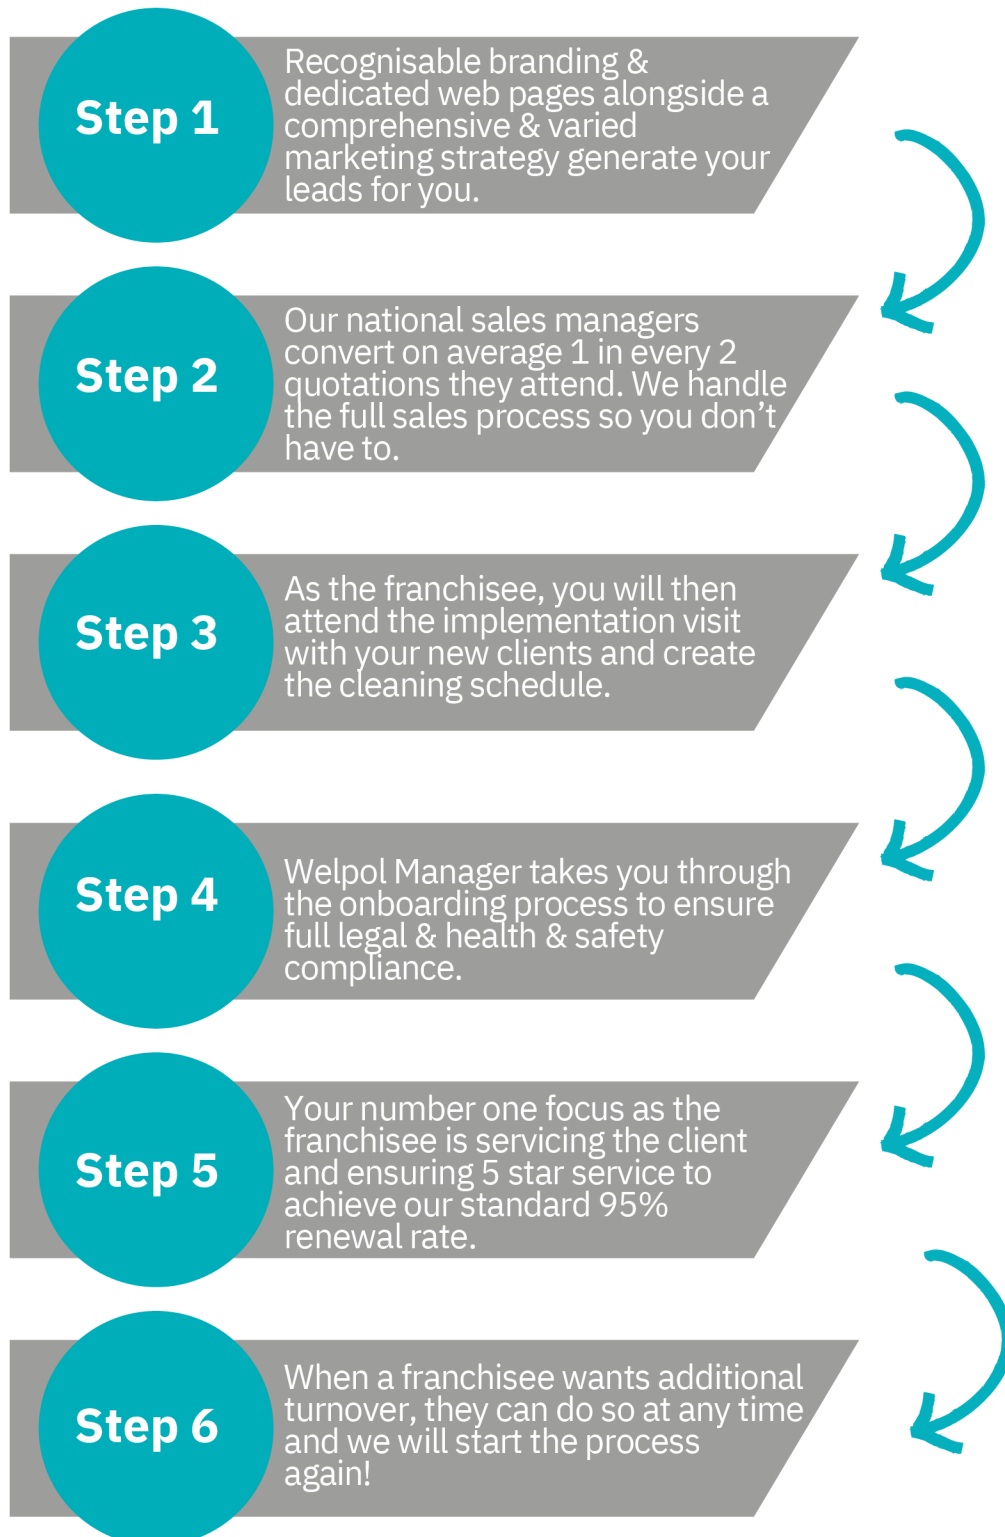 Step 1
Recognisable branding &
dedicated web pages alongside a
comprehensive & varied
marketing strategy generate your
leads for you.
Step 2
Our national sales managers
convert on average 1 in every 2
quotations they attend. We handle
the full sales process so you don’t
have to.
Step 3
As the franchisee, you will then
attend the implementation visit
with your new clients and create
the cleaning schedule.
Step 4
Welpol Manager takes you through
the onboarding process to ensure
full legal & health & safety
compliance.
Step 5
Your number one focus as the
franchisee is servicing the client
and ensuring 5 star service to
achieve our standard 95%
renewal rate.
Step 6
When a franchisee wants additional
turnover, they can do so at any time
and we will start the process
again!